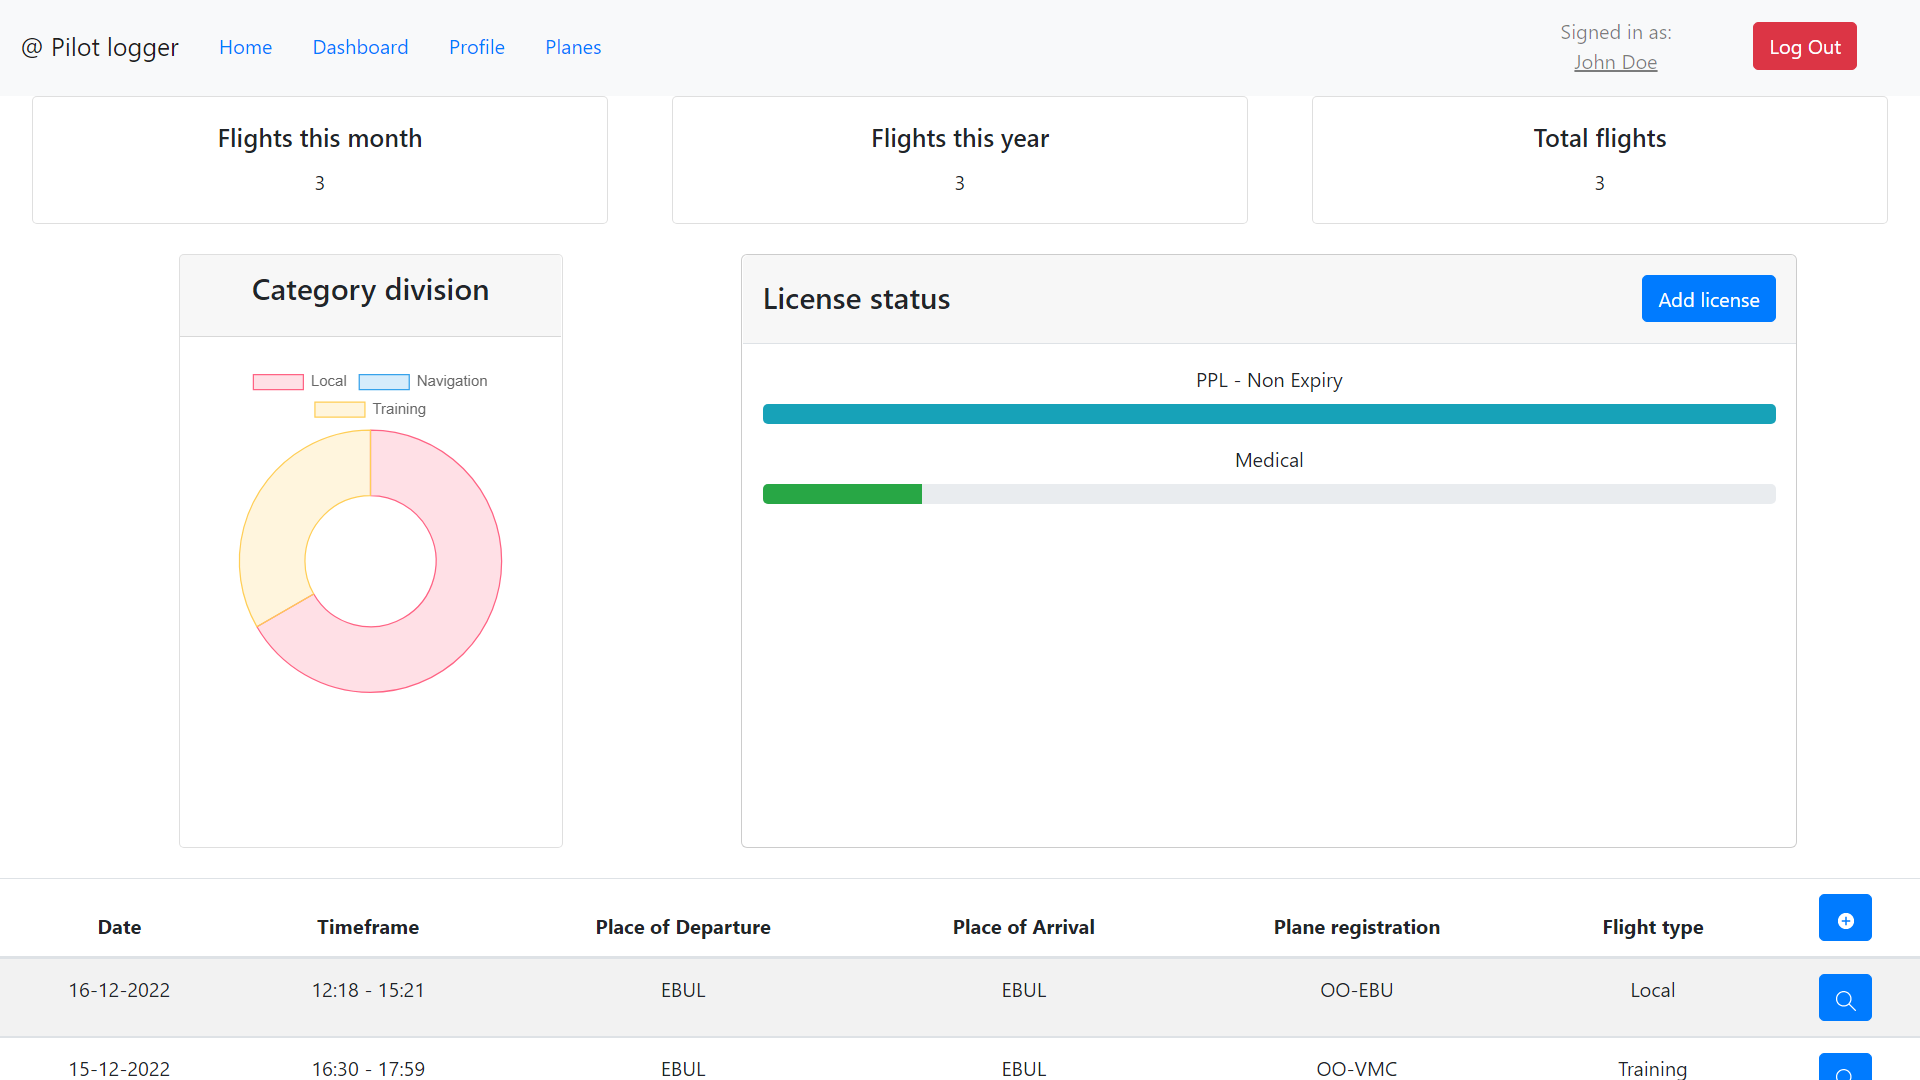 @ Pilot logger Home Dashboard Profile Planes Signed in as: John Doe Log Out
Flights this month Flights this year Total flights
3 3 3
Category division
License status Add license
Local Navigation
Training
PPL - Non Expiry
Medical
Date Timeframe Place of Departure Place of Arrival Plane registration Flight type
16-12-2022 12:18 - 15:21 EBUL EBUL OO-EBU Local
15-12-2022 16:30 - 17:59 EBUL EBUL OO-VMC Training